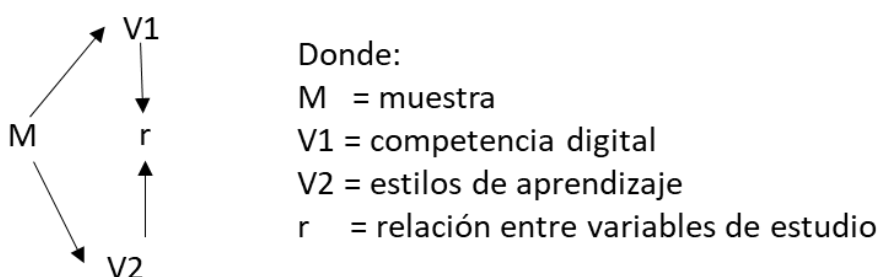 V1
M
r
V2
Donde:
M = muestra
V1 = competencia digital
V2 = estilos de aprendizaje
r = relación entre variables de estudio